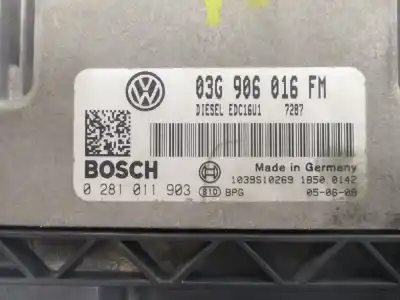 03G 906 016 FM
DIESEL EDC16U1 7287
BOSCH
Made in Germany
0 281 011 903 610 BPG
1039S10269 1850 0142
05-06-08